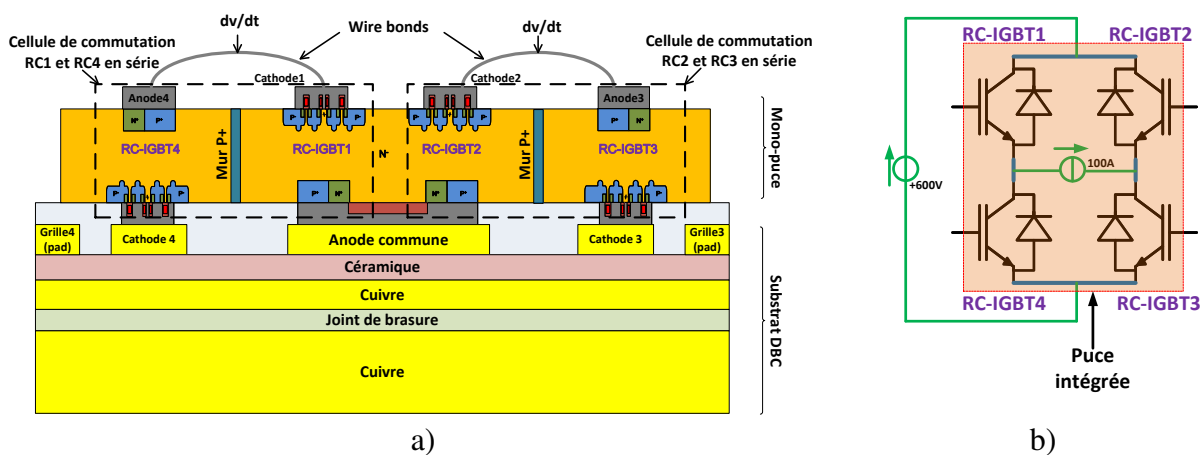 dv/dt
Wire bonds
dv/dt
Cellule de commutation
RC1 et RC4 en série
Cellule de commutation
RC2 et RC3 en série
Cathode1
Cathode2
Anode4
Anode3
N⁺
P⁺
P⁻
P⁻
P⁻
P⁻
P⁺
N⁺
RC-IGBT4
Mur P+
RC-IGBT1
N⁻
RC-IGBT2
Mur P+
RC-IGBT3
Mono-puce
P⁻
P⁻
P⁺
N⁺
N⁺
P⁺
P⁻
P⁻
Grille4
(pad)
Cathode 4
Anode commune
Cathode 3
Grille3
(pad)
Céramique
Cuivre
Joint de brasure
Cuivre
Substrat DBC
a)
RC-IGBT1
RC-IGBT2
+600V
100A
RC-IGBT4
RC-IGBT3
Puce
intégrée
b)